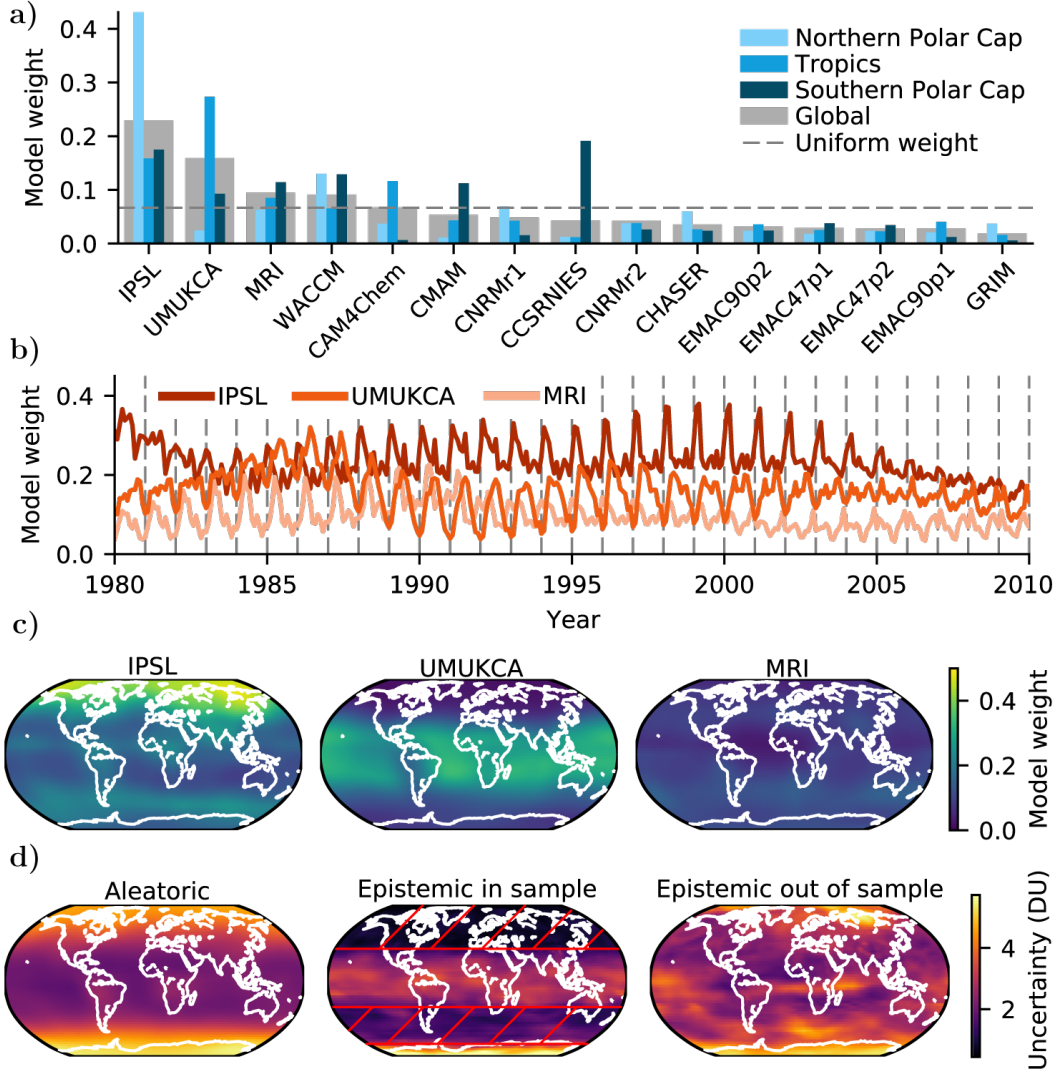 a)
Model weight
0.4
0.3
0.2
0.1
0.0
Northern Polar Cap
Tropics
Southern Polar Cap
Global
Uniform weight
IPSL
UMUKCA
MRI
WACCM
CAM4Chem
CMAM
CNRMr1
CCSRNIES
CNRMr2
CHASER
EMAC90p2
EMAC47p1
EMAC47p2
EMAC90p1
GRIM
b)
Model weight
0.4
0.2
0.0
IPSL UMUKCA MRI
1980 1985 1990 1995 2000 2005 2010
Year
c)
IPSL UMUKCA MRI
0.4
0.2
0.0
Model weight
d)
Aleatoric Epistemic in sample Epistemic out of sample
4
2
Uncertainty (DU)